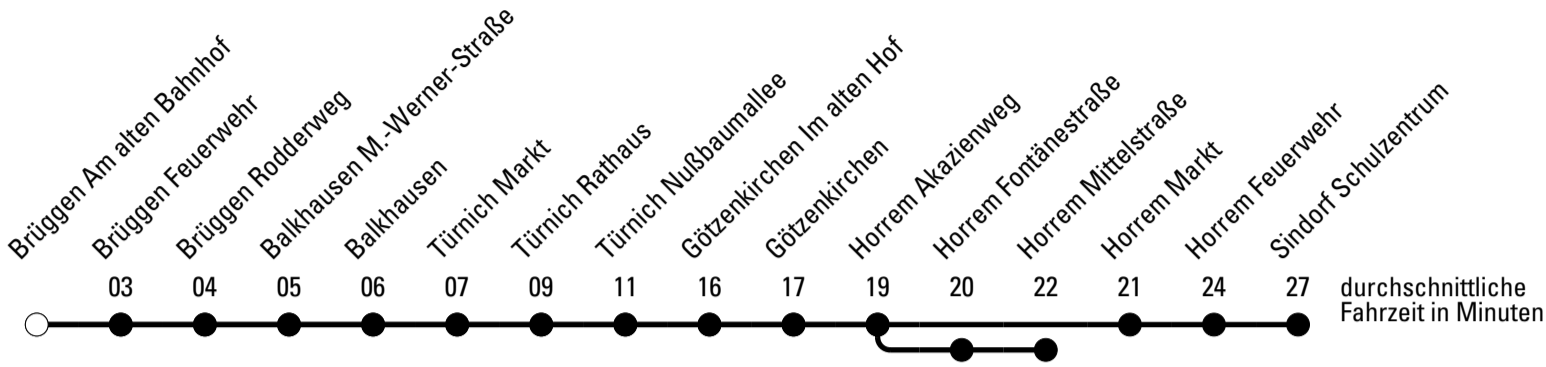 Brüggen Am alten Bahnhof
Brüggen Feuerwehr
Brüggen Rodderweg
Balkhausen M.-Werner-Straße
Balkhausen
Türnich Markt
Türnich Rathaus
Türnich Nußbaumallee
Götzenkirchen Im alten Hof
Götzenkirchen
Horrem Akazienweg
Horrem Fontänestraße
Horrem Mittelstraße
Horrem Markt
Horrem Feuerwehr
Sindorf Schulzentrum
03 04 05 06 07 09 11 16 17 19 20 22 21 24 27
durchschnittliche
Fahrzeit in Minuten